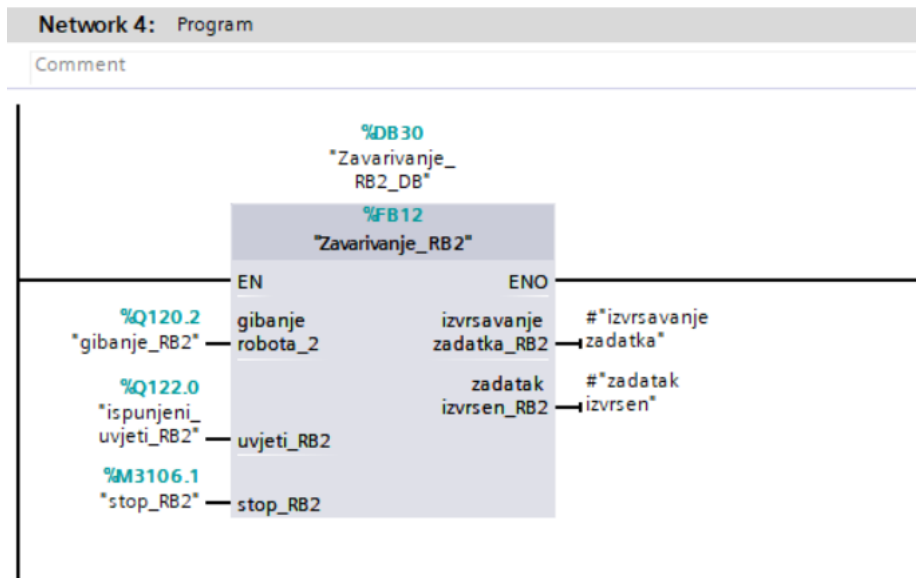 Network 4: Program
Comment
%DB30
"Zavarivanje_
RB2_DB"
%FB12
"Zavarivanje_RB2"
EN
ENO
%Q120.2
"gibanje_RB2"
gibanje
robota_2
izvrsavanje
zadatka_RB2
#"izvrsavanje
zadatka"
%Q122.0
"ispunjeni_
uvjeti_RB2"
uvjeti_RB2
zadatak
izvrsen_RB2
#"zadatak
izvrsen"
%M3106.1
"stop_RB2"
stop_RB2